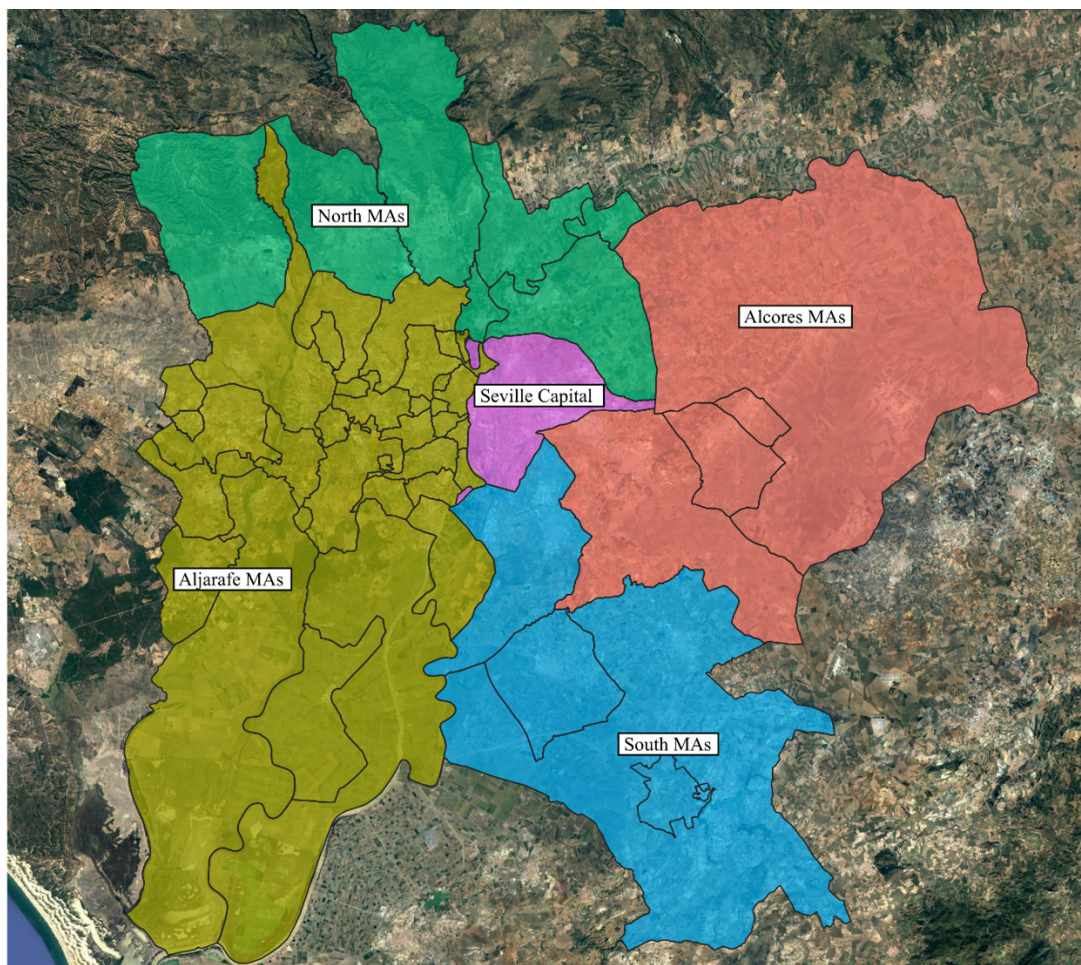 North MAs
Alcores MAs
Seville Capital
Aljarafe MAs
South MAs